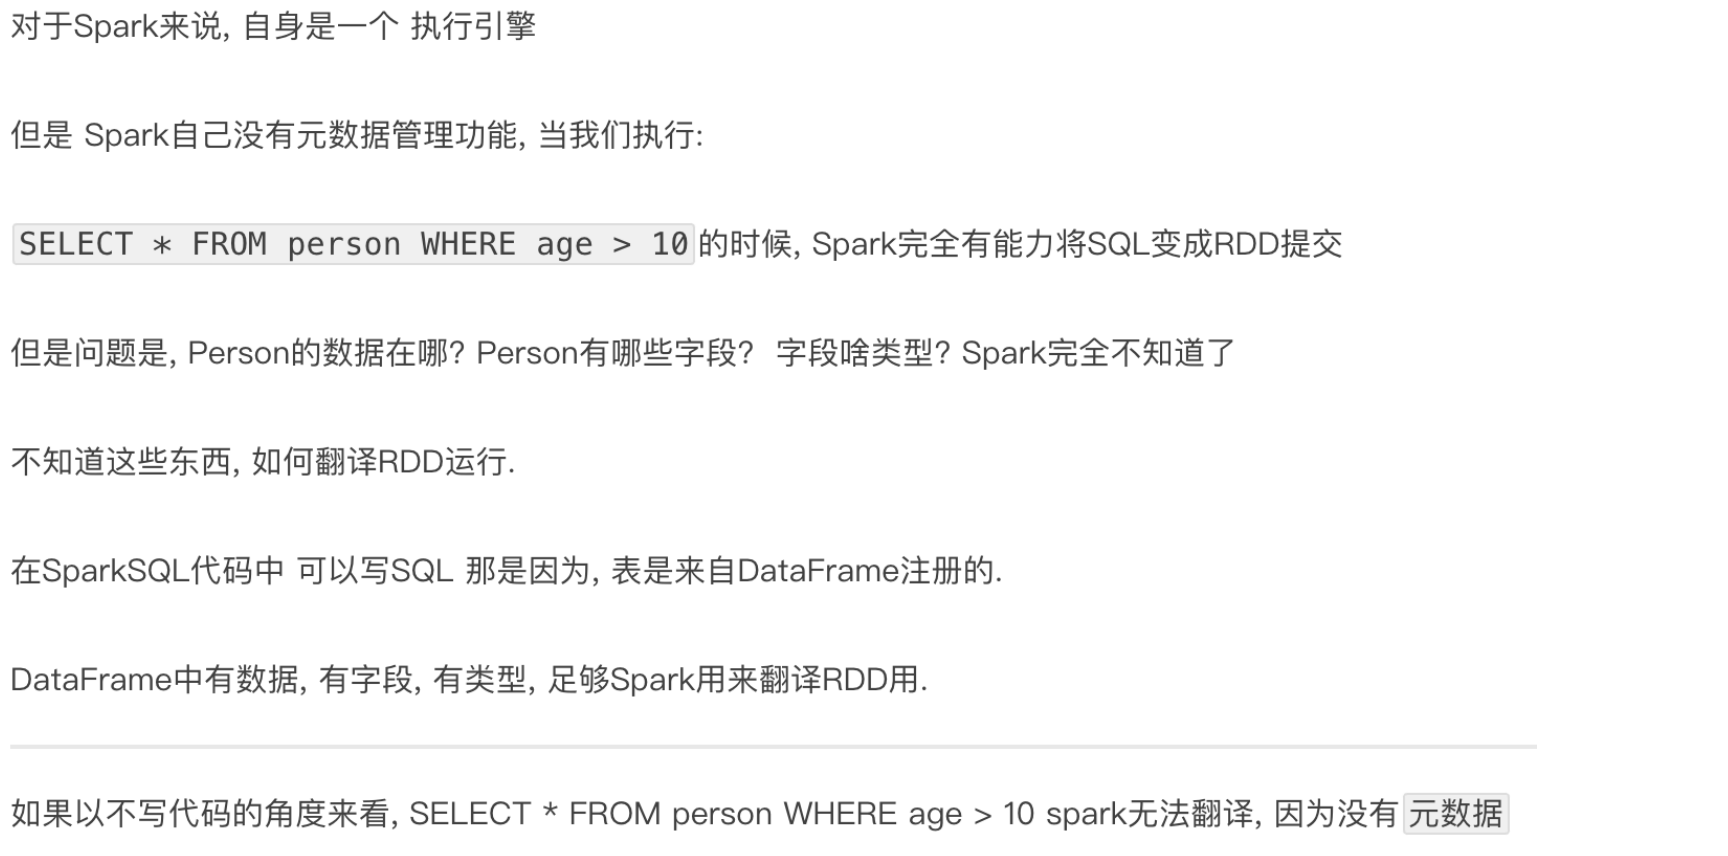 对于Spark来说, 自身是一个 执行引擎
但是 Spark自己没有元数据管理功能, 当我们执行:
SELECT * FROM person WHERE age > 10的时候, Spark完全有能力将SQL变成RDD提交
但是问题是, Person的数据在哪? Person有哪些字段? 字段啥类型? Spark完全不知道了
不知道这些东西, 如何翻译RDD运行.
在SparkSQL代码中 可以写SQL 那是因为, 表是来自DataFrame注册的.
DataFrame中有数据, 有字段, 有类型, 足够Spark用来翻译RDD用.
如果以不写代码的角度来看, SELECT * FROM person WHERE age > 10 spark无法翻译, 因为没有元数据